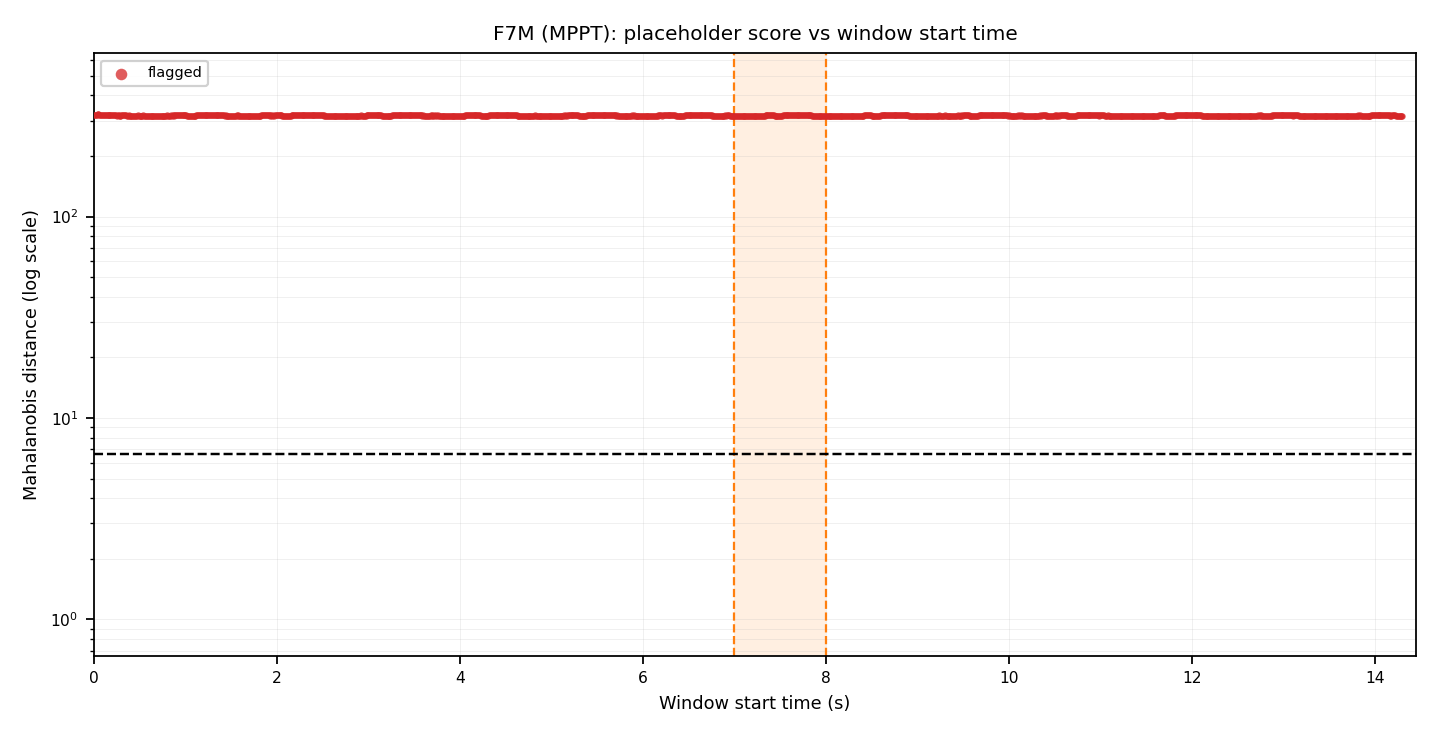 F7M (MPPT): placeholder score vs window start time
flagged
Mahalanobis distance (log scale)
10²
10¹
10⁰
0 2 4 6 8 10 12 14
Window start time (s)